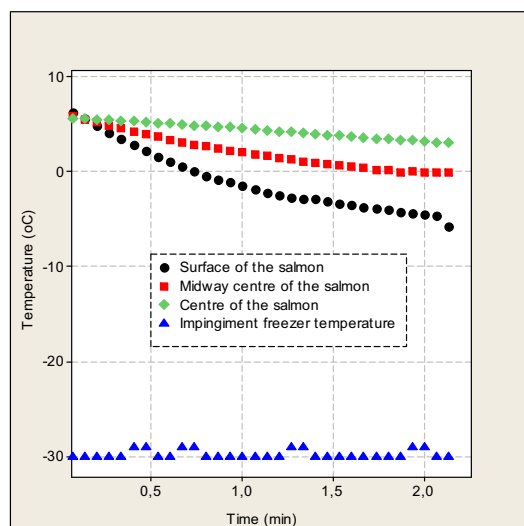 10
0
-10
-20
-30
Temperature (oC)
Surface of the salmon
Midway centre of the salmon
Centre of the salmon
Impingiment freezer temperature
0,5
1,0
1,5
2,0
Time (min)